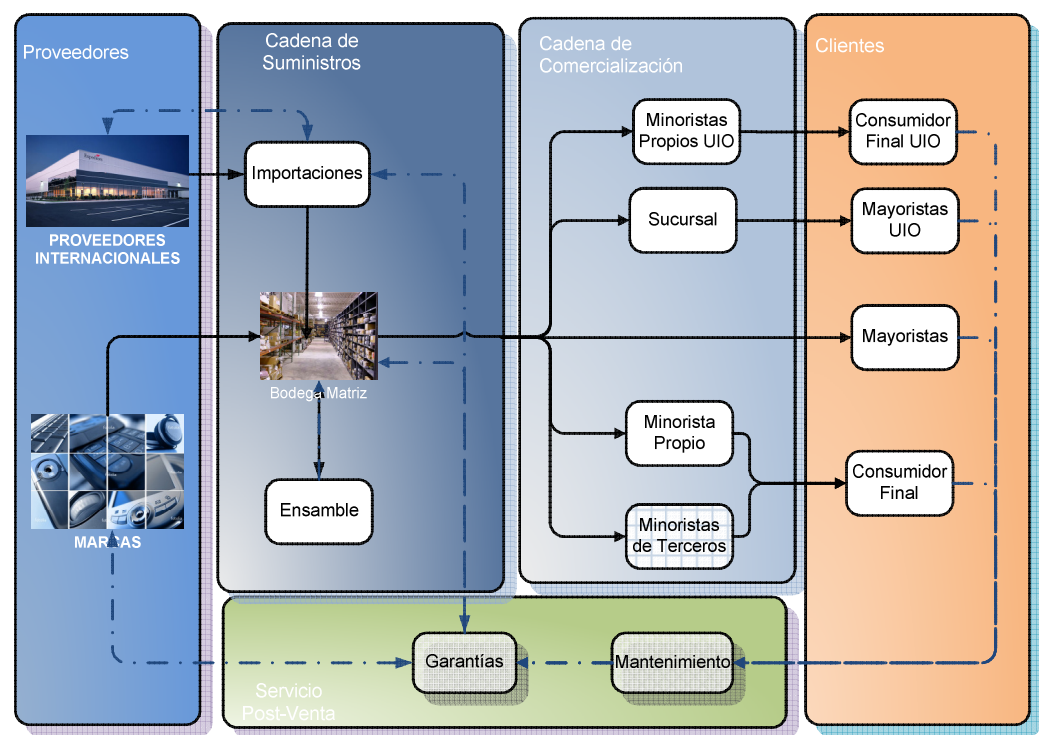 Proveedores
PROVEEDORES
INTERNACIONALES
MARCAS
Cadena de
Suministros
Importaciones
Bodega Matriz
Ensamble
Cadena de
Comercialización
Minoristas
Propios UIO
Sucursal
Minorista
Propio
Minoristas
de Terceros
Clientes
Consumidor
Final UIO
Mayoristas
UIO
Mayoristas
Consumidor
Final
Garantías
Mantenimiento
Servicio
Post-Venta